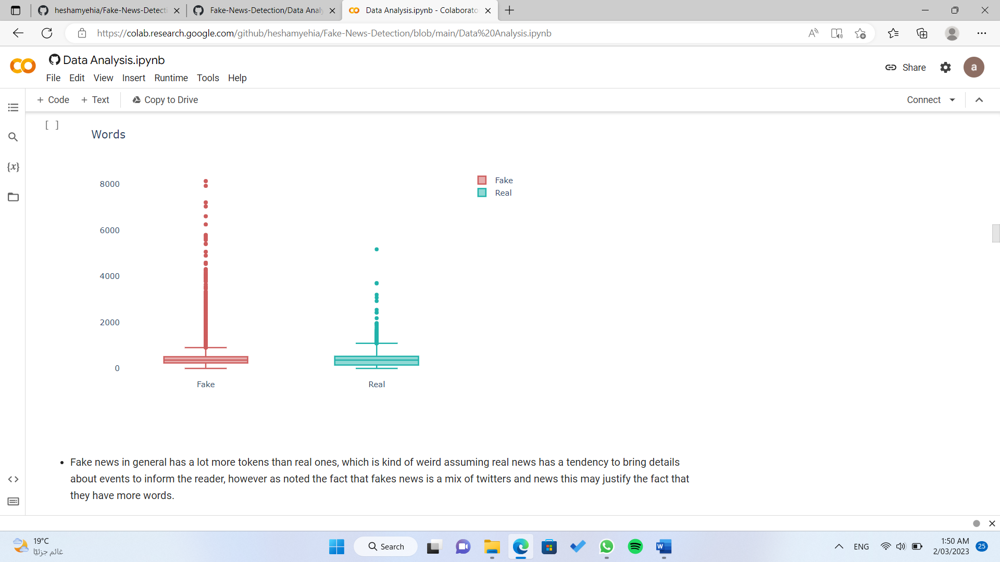 heshamyehia/Fake-News-Detecti
Fake-News-Detection/Data Analy
Data Analysis.ipynb - Colaborato
https://colab.research.google.com/github/heshamyehia/Fake-News-Detection/blob/main/Data%20Analysis.ipynb
Data Analysis.ipynb
File Edit View Insert Runtime Tools Help
Share
a
+ Code + Text
Copy to Drive
Connect
[ ]
Words
8000
6000
4000
2000
0
Fake
Real
Fake
Real
• Fake news in general has a lot more tokens than real ones, which is kind of weird assuming real news has a tendency to bring details
about events to inform the reader, however as noted the fact that fakes news is a mix of twitters and news this may justify the fact that
they have more words.
19°C
غائم جزئيًا
Search
ENG
1:50 AM
2/03/2023
25